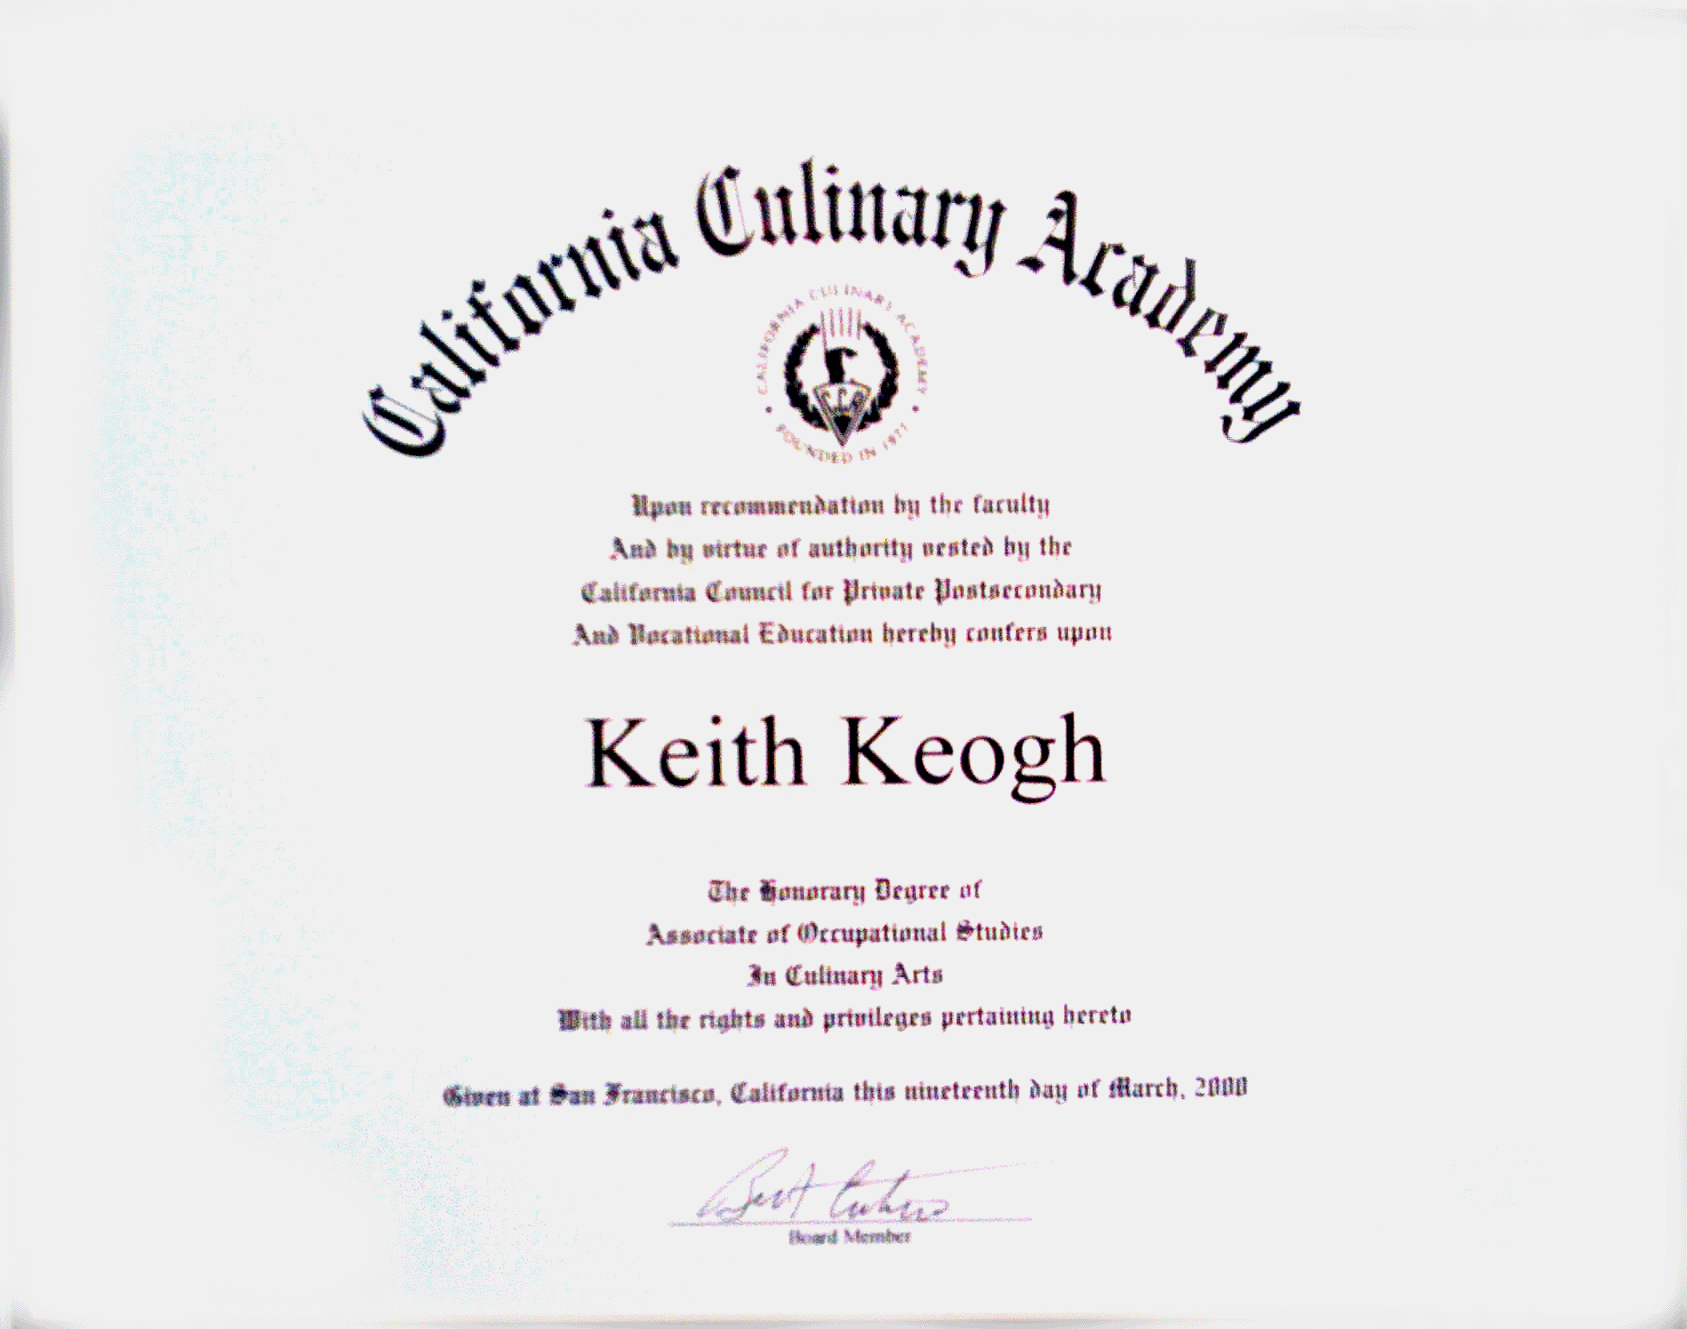 California Culinary Academy
CALIFORNIA CULINARY ACADEMY
C.C.A
• FOUNDED IN 1977 •
Upon recommendation by the faculty
And by virtue of authority vested by the
California Council for Private Postsecondary
And Vocational Education hereby confers upon
Keith Keogh
The Honorary Degree of
Associate of Occupational Studies
In Culinary Arts
With all the rights and privileges pertaining hereto
Given at San Francisco, California this nineteenth day of March, 2000
Board Member